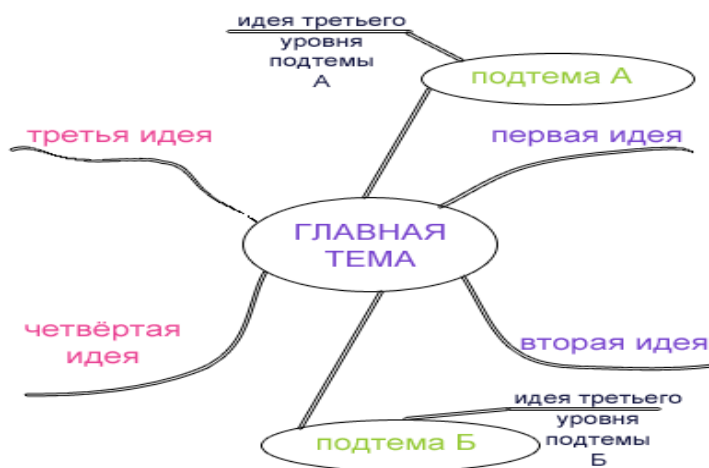 идея третьего
уровня
подтемы
А
подтема А
третья идея
первая идея
ГЛАВНАЯ
ТЕМА
четвёртая
идея
вторая идея
идея третьего
уровня
подтемы
Б
подтема Б